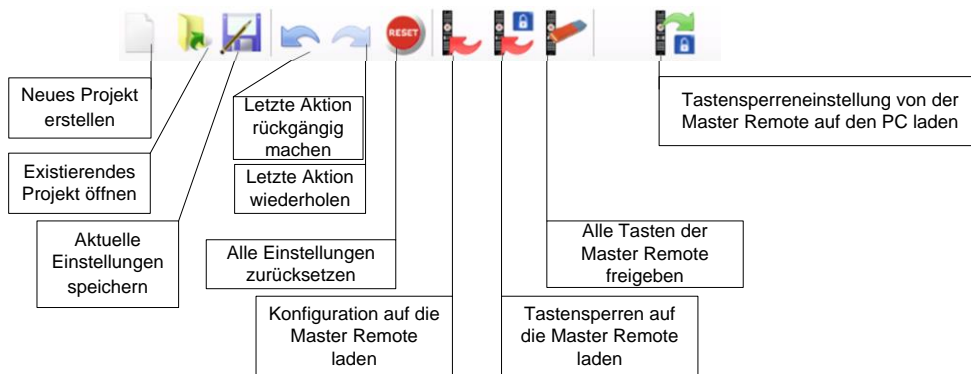 RESET
Neues Projekt
erstellen
Existierendes
Projekt öffnen
Aktuelle
Einstellungen
speichern
Letzte Aktion
rückgängig
machen
Letzte Aktion
wiederholen
Alle Einstellungen
zurücksetzen
Konfiguration auf die
Master Remote
laden
Tastensperren auf
die Master Remote
laden
Alle Tasten der
Master Remote
freigeben
Tastensperreneinstellung von der
Master Remote auf den PC laden